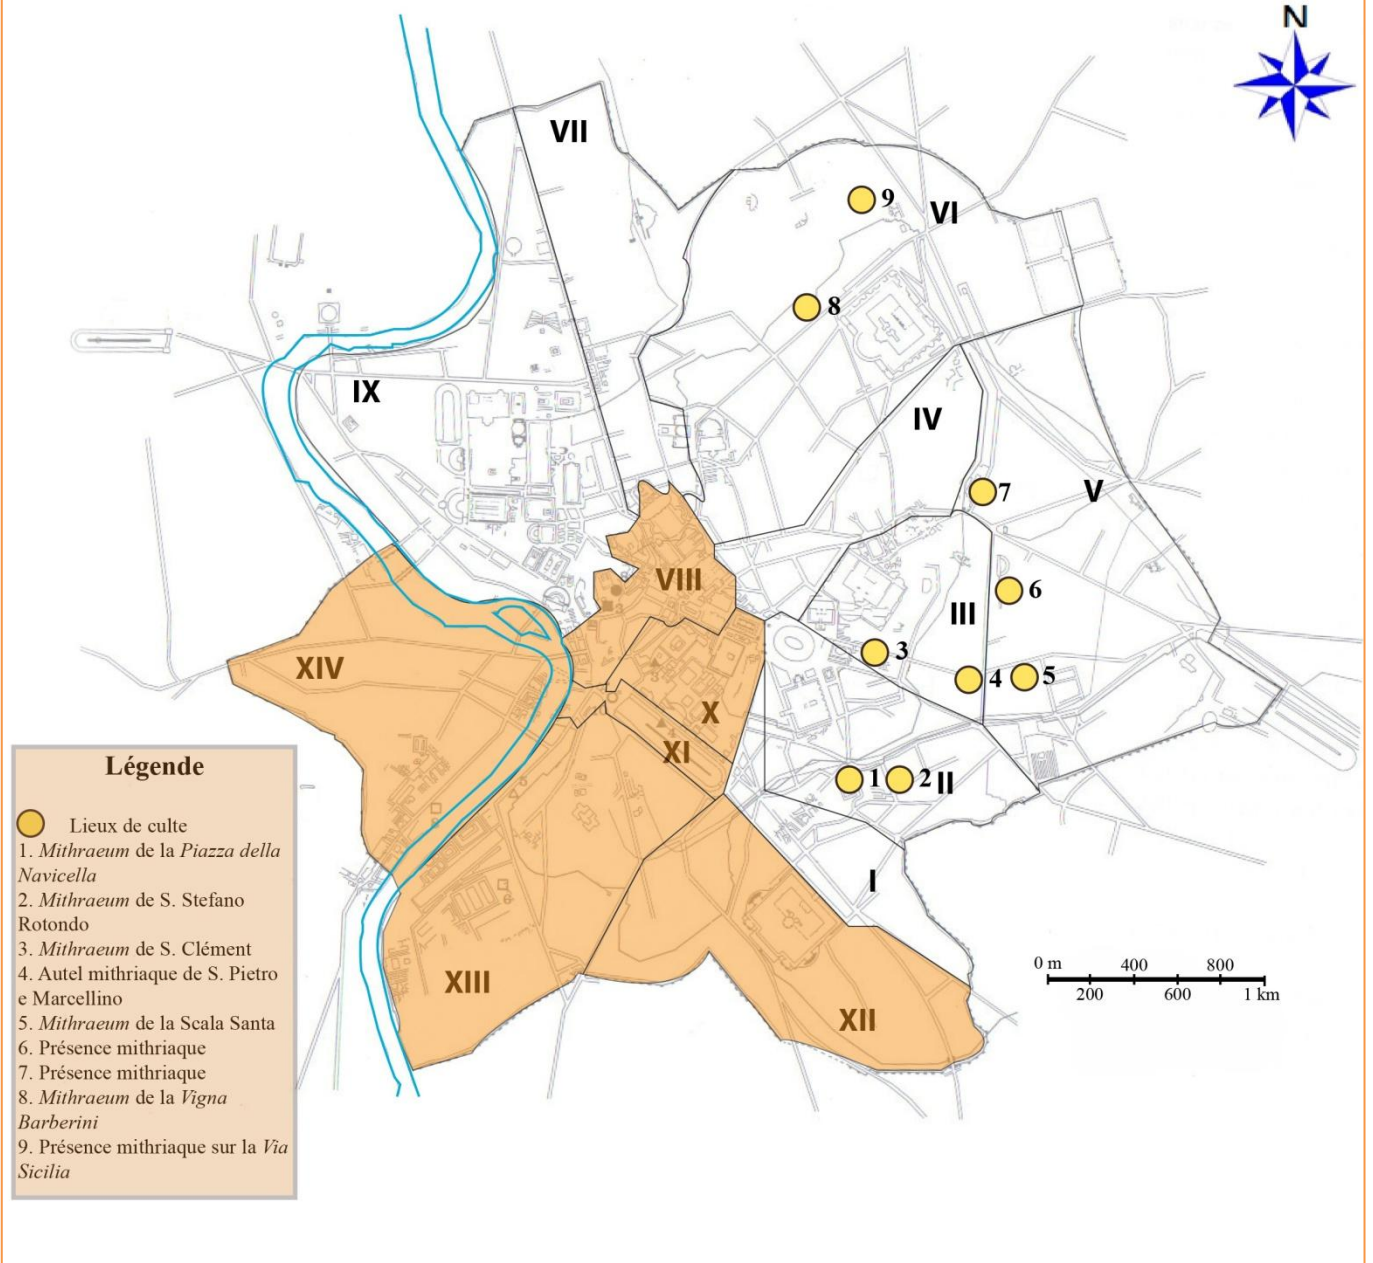 N
VII
9
VI
8
IX
IV
7
V
VIII
6
III
3
XIV
4
5
X
XI
1
2
II
I
XIII
XII
0 m
400
800
200
600
1 km
Légende
Lieux de culte
1. Mithraeum de la Piazza della
Navicella
2. Mithraeum de S. Stefano
Rotondo
3. Mithraeum de S. Clément
4. Autel mithriaque de S. Pietro
e Marcellino
5. Mithraeum de la Scala Santa
6. Présence mithriaque
7. Présence mithriaque
8. Mithraeum de la Vigna
Barberini
9. Présence mithriaque sur la Via
Sicilia